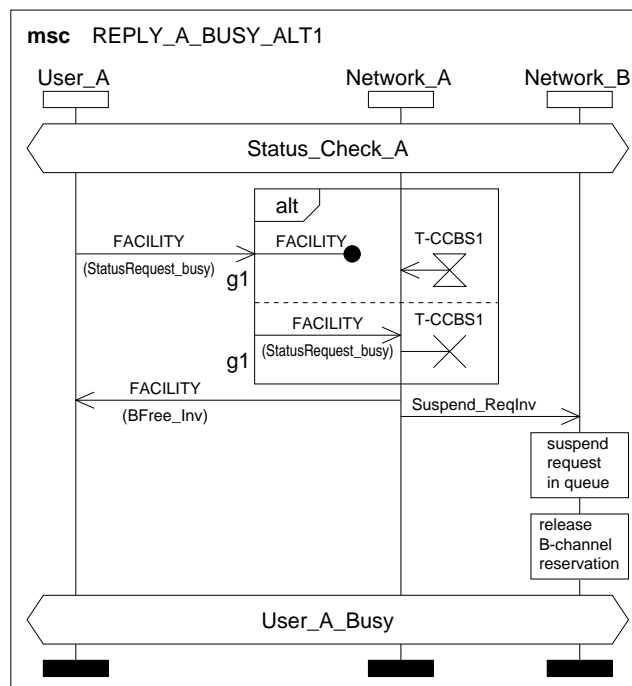 msc REPLY_A_BUSY_ALT1
User_A Network_A Network_B
Status_Check_A
alt
FACILITY FACILITY T-CCBS1
(StatusRequest_busy)
g1
FACILITY T-CCBS1
(StatusRequest_busy)
g1
FACILITY
(BFree_Inv)
Suspend_ReqInv
suspend
request
in queue
release
B-channel
reservation
User_A_Busy